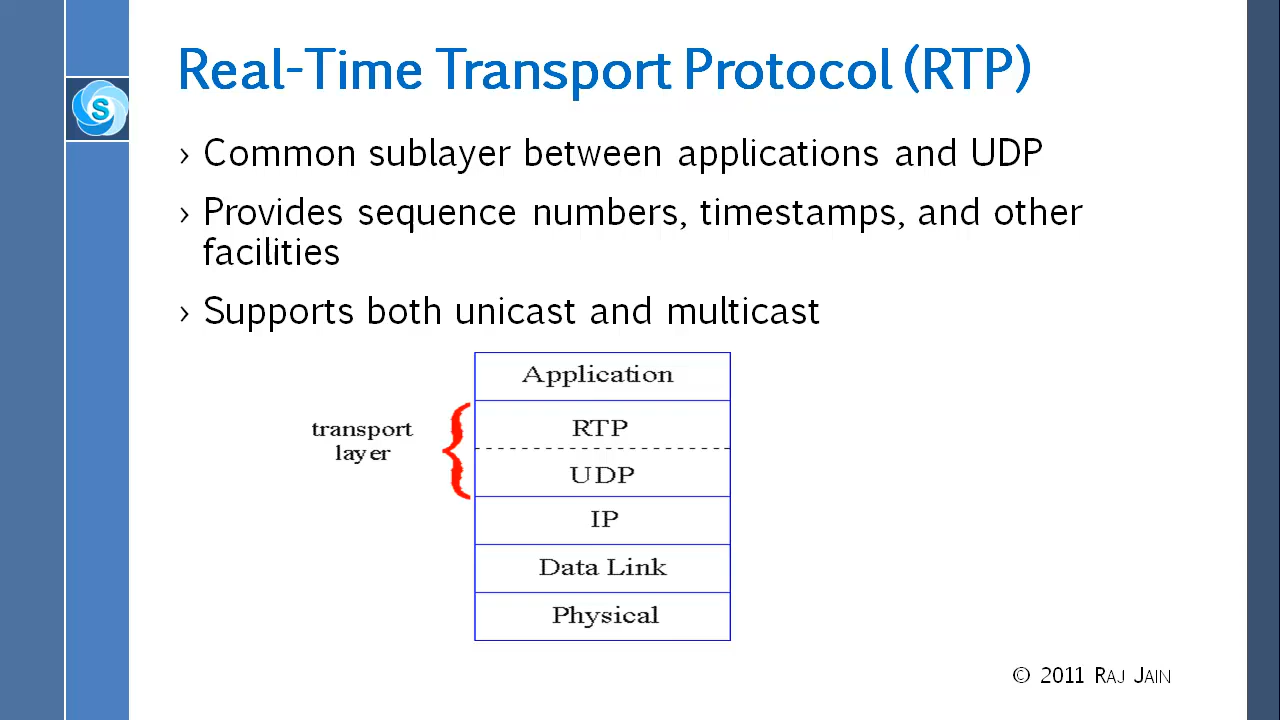 Real-Time Transport Protocol (RTP)
S
› Common sublayer between applications and UDP
› Provides sequence numbers, timestamps, and other
facilities
› Supports both unicast and multicast
Application
transport
layer
RTP
UDP
IP
Data Link
Physical
© 2011 RAJ JAIN